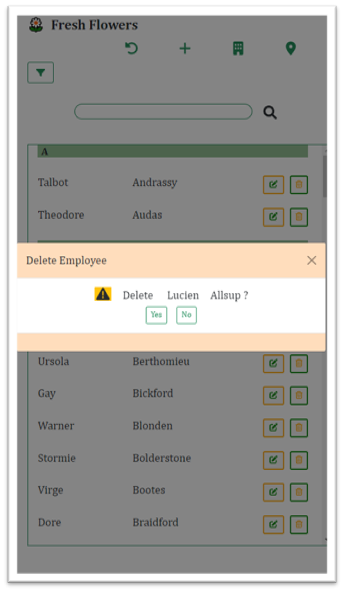 Fresh Flowers
A
Talbot Andrassy
Theodore Audas
Delete Employee
Delete Lucien Allsup ?
Yes No
Ursola Berthomieu
Gay Bickford
Warner Blonden
Stormie Bolderstone
Virge Bootes
Dore Braidford